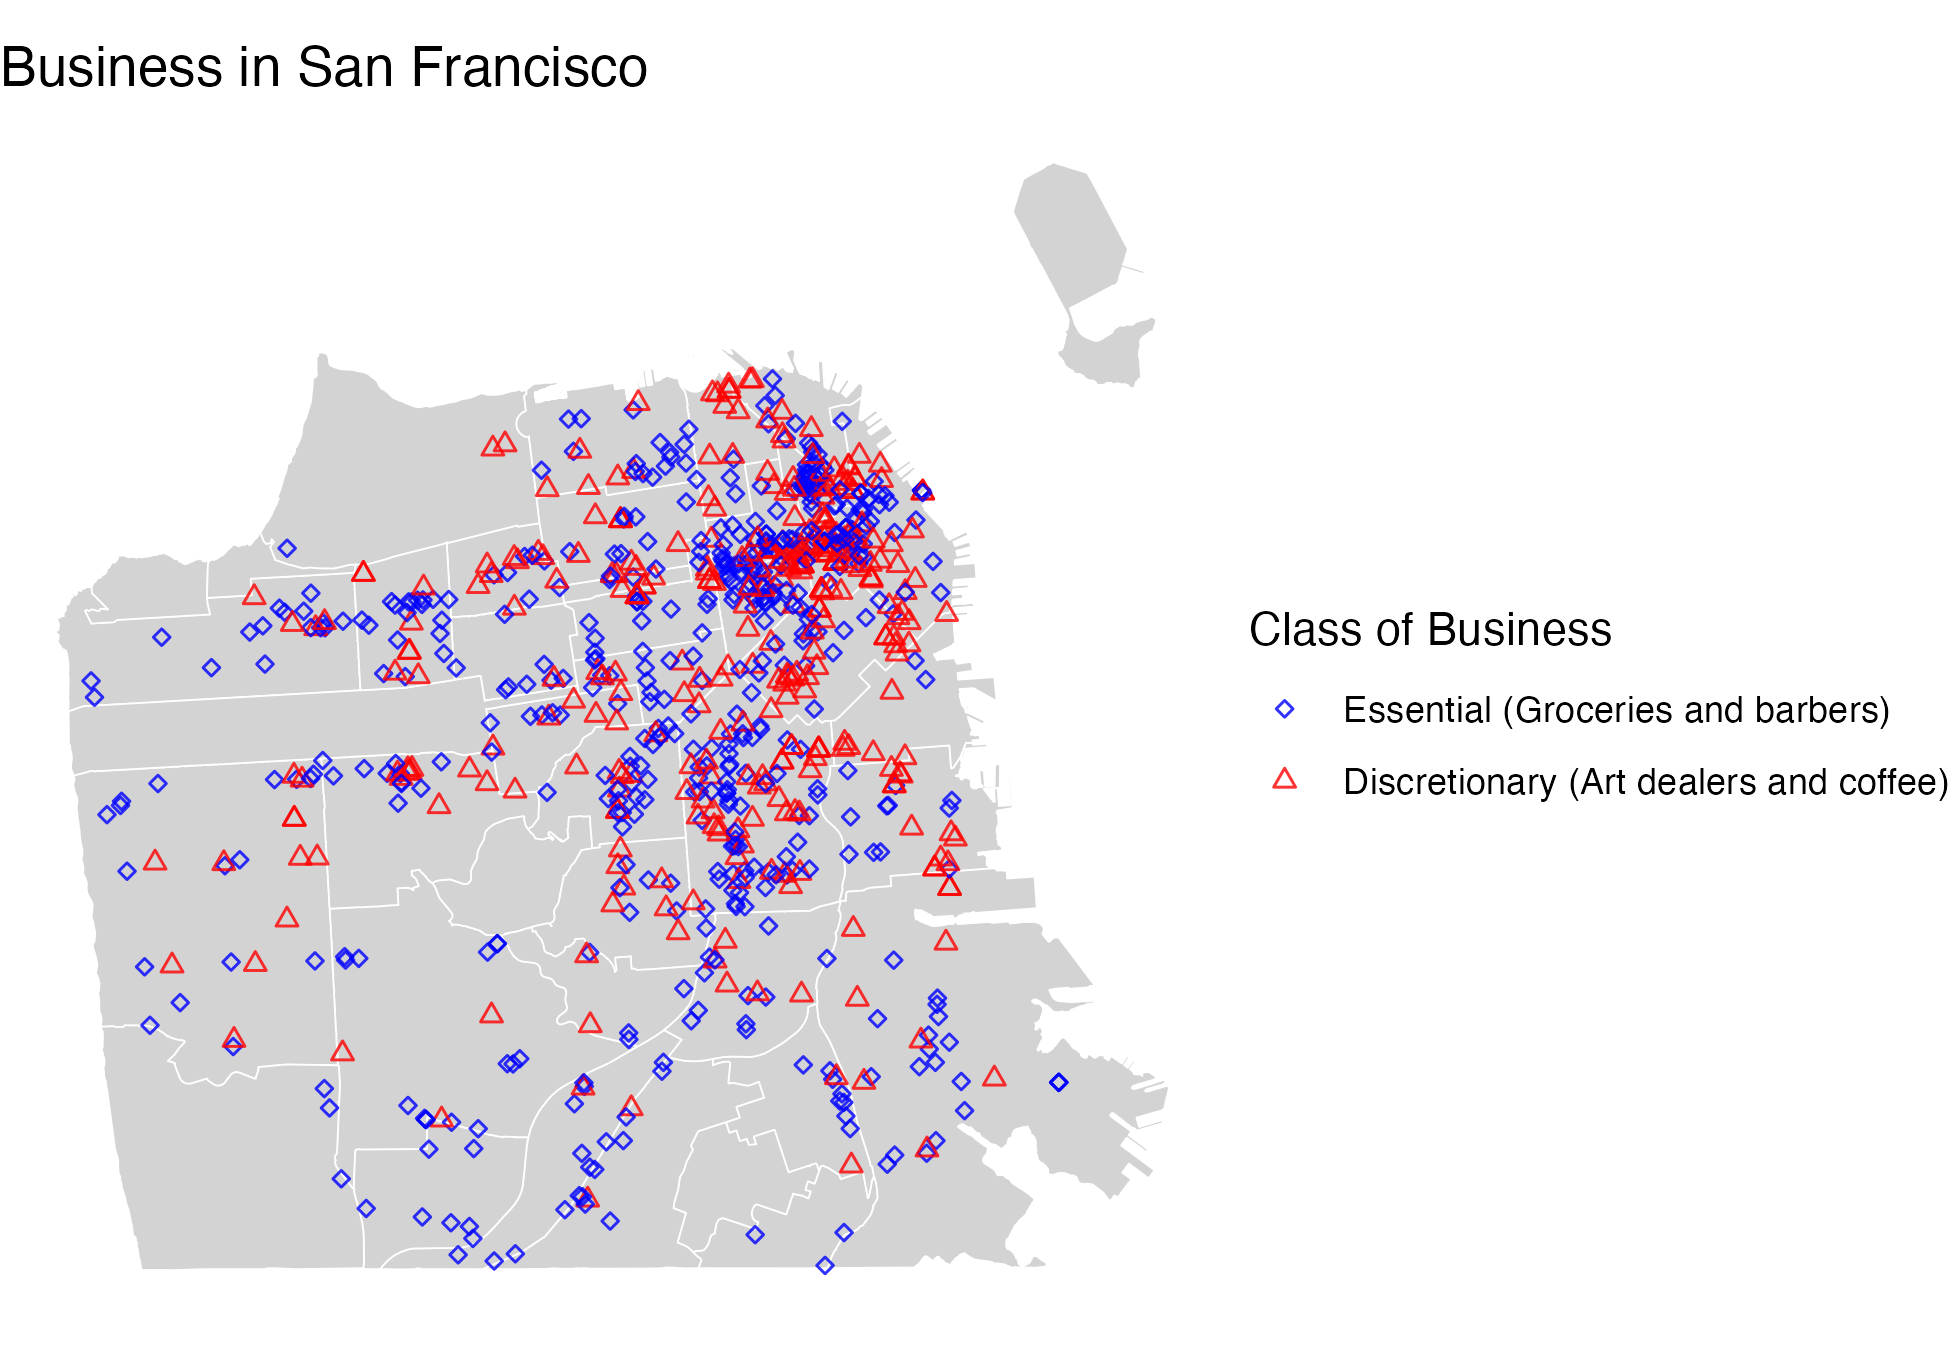 Business in San Francisco
Class of Business
Essential (Groceries and barbers)
Discretionary (Art dealers and coffee)